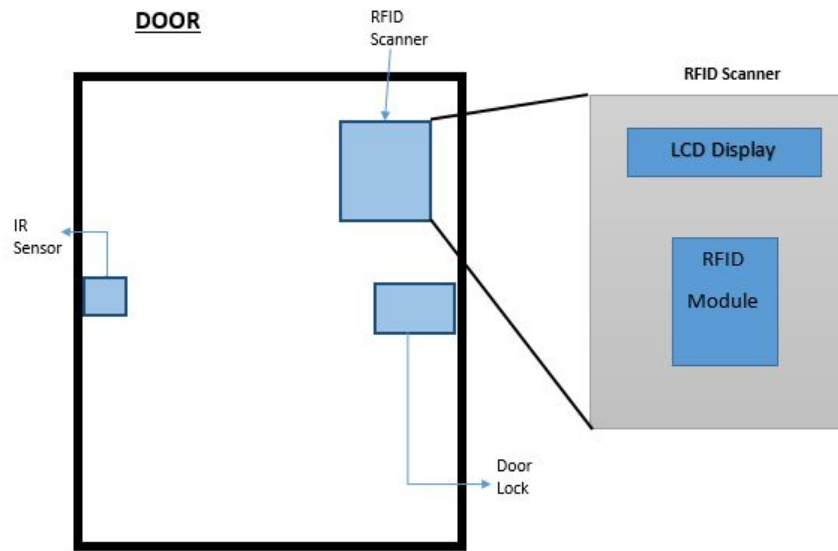 DOOR
RFID
Scanner
RFID Scanner
LCD Display
IR
Sensor
RFID
Module
Door
Lock